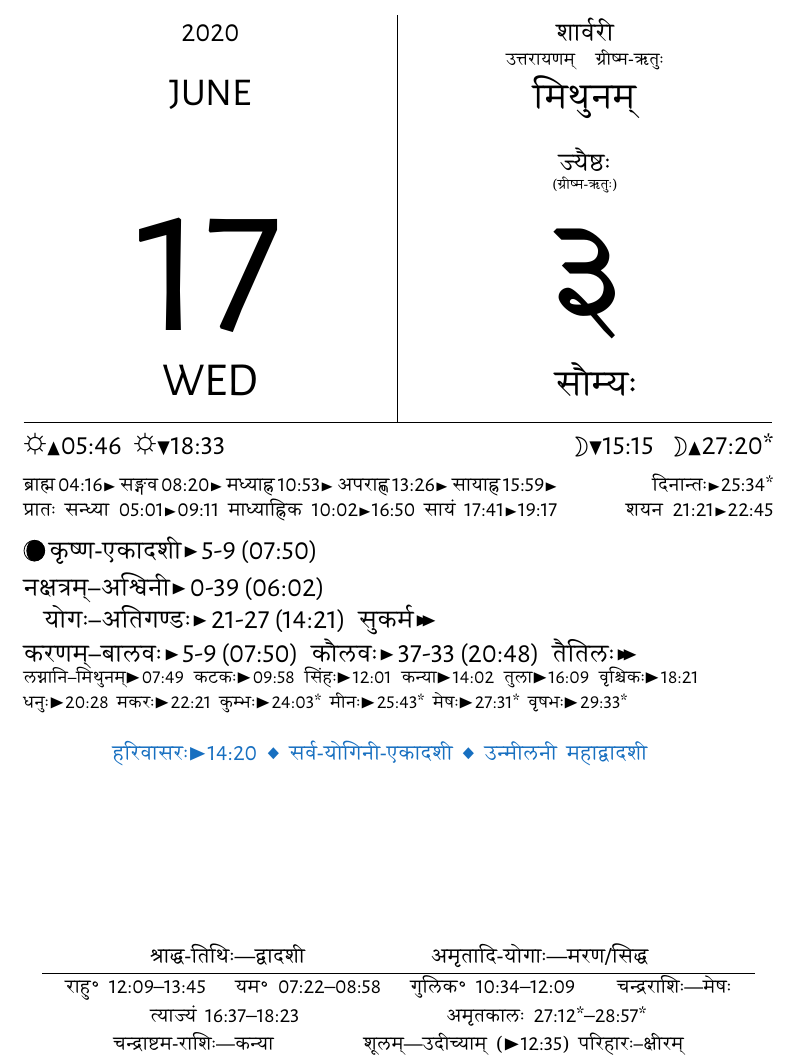 2020
JUNE
17
WED
शार्वरी
उत्तरायणम् ग्रीष्म-ऋतुः
मिथुनम्
ज्यैष्ठः
(ग्रीष्म-ऋतुः)
३
सौम्यः
☼▲05:46 ☼▼18:33 ☽▼15:15 ☽▲27:20*
ब्राह्म 04:16► सङ्गव 08:20► मध्याह्न 10:53► अपराह्ण 13:26► सायाह्न 15:59► दिनान्तः►25:34*
प्रातः सन्ध्या 05:01►09:11 माध्याह्निक 10:02►16:50 सायं 17:41►19:17 शयन 21:21►22:45
कृष्ण-एकादशी►5-9 (07:50)
नक्षत्रम्–अश्विनी►0-39 (06:02)
योगः–अतिगण्डः►21-27 (14:21) सुकर्म►►
करणम्–बालवः►5-9 (07:50) कौलवः►37-33 (20:48) तैतिलः►►
लग्नानि–मिथुनम्►07:49 कटकः►09:58 सिंहः►12:01 कन्या►14:02 तुला►16:09 वृश्चिकः►18:21
धनुः►20:28 मकरः►22:21 कुम्भः►24:03* मीनः►25:43* मेषः►27:31* वृषभः►29:33*
हरिवासरः►14:20 ◆ सर्व-योगिनी-एकादशी ◆ उन्मीलनी महाद्वादशी
श्राद्ध-तिथिः—द्वादशी अमृतादि-योगाः—मरण/सिद्ध
राहु॰ 12:09–13:45 यम॰ 07:22–08:58 गुलिक॰ 10:34–12:09 चन्द्रराशिः—मेषः
त्याज्यं 16:37–18:23 अमृतकालः 27:12*–28:57*
चन्द्राष्टम-राशिः—कन्या शूलम्—उदीच्याम् (►12:35) परिहारः–क्षीरम्